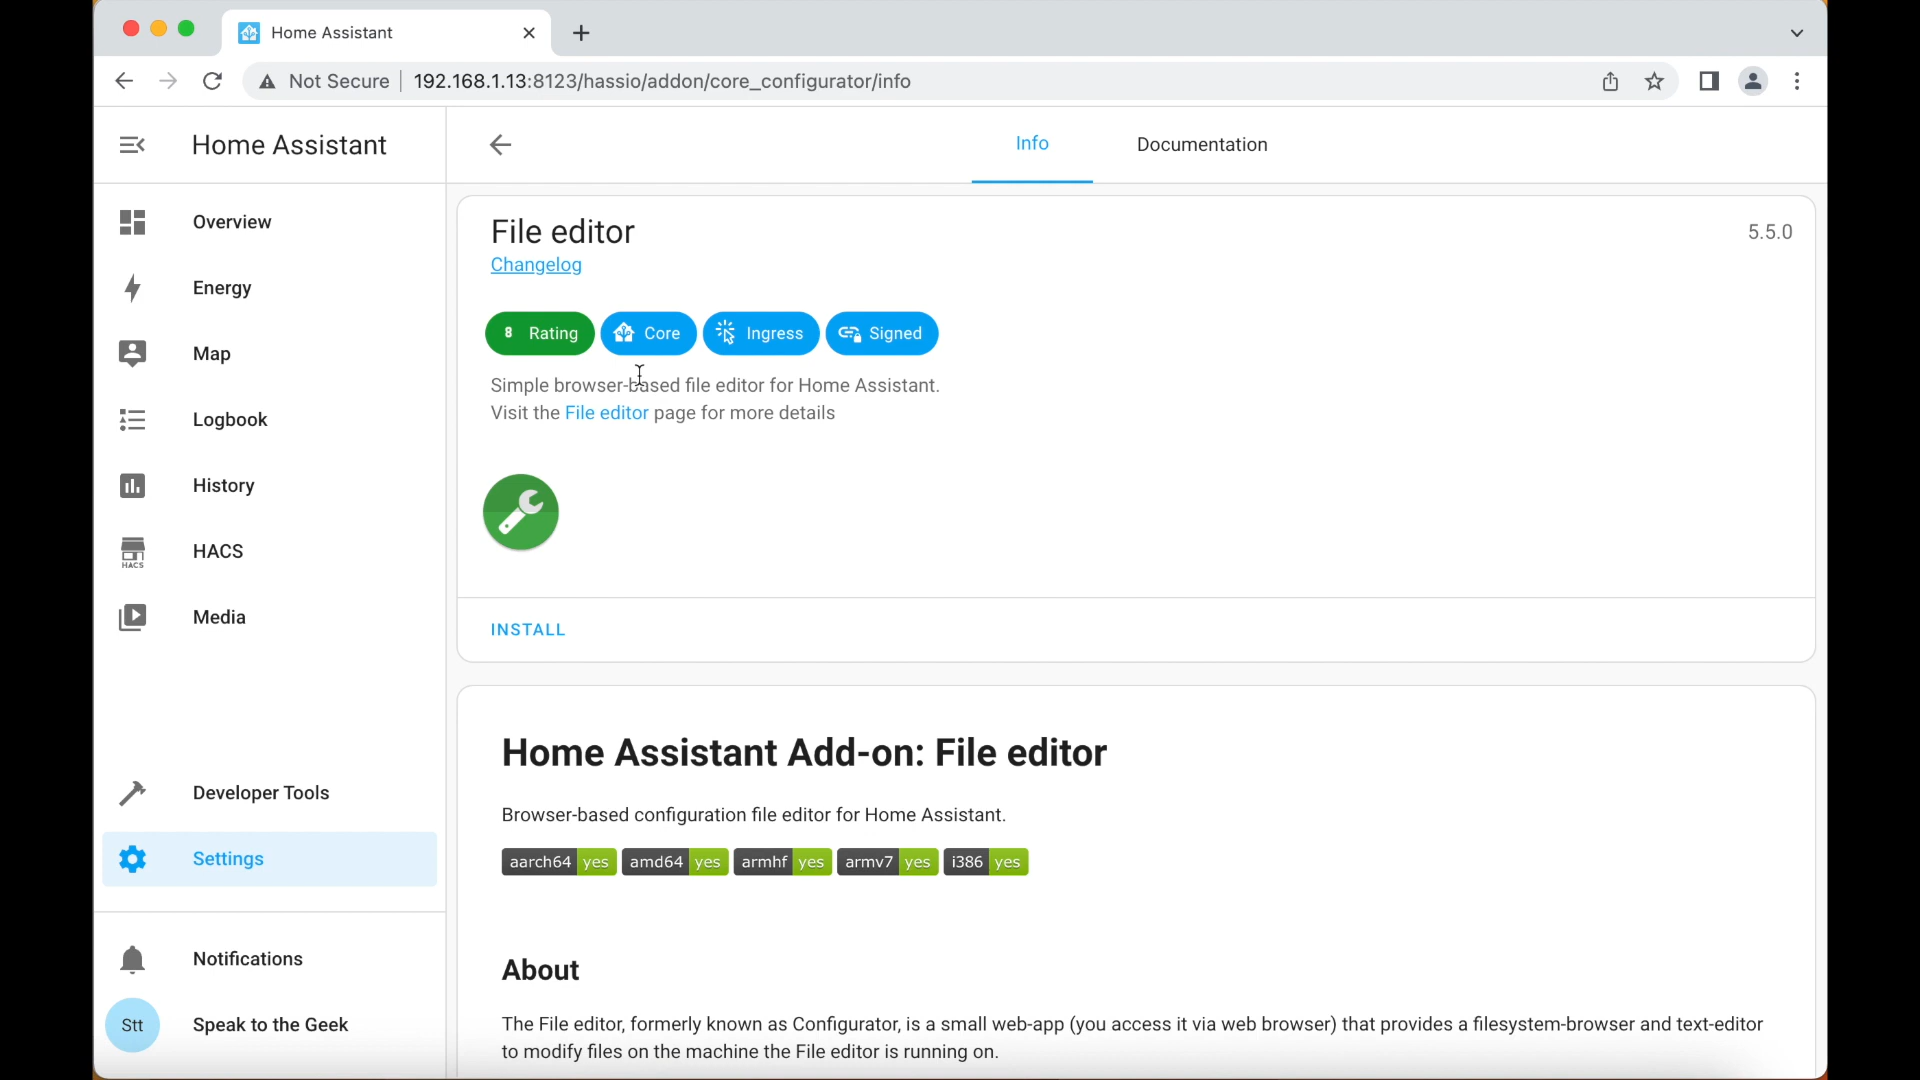 Home Assistant
Not Secure 192.168.1.13:8123/hassio/addon/core_configurator/info
Home Assistant
Info
Documentation
Overview
Energy
Map
Logbook
History
HACS
HACS
Media
Developer Tools
Settings
Notifications
Stt
Speak to the Geek
File editor
5.5.0
Changelog
8 Rating
Core
Ingress
Signed
Simple browser-based file editor for Home Assistant.
Visit the File editor page for more details
INSTALL
Home Assistant Add-on: File editor
Browser-based configuration file editor for Home Assistant.
aarch64 yes amd64 yes armhf yes armv7 yes i386 yes
About
The File editor, formerly known as Configurator, is a small web-app (you access it via web browser) that provides a filesystem-browser and text-editor
to modify files on the machine the File editor is running on.